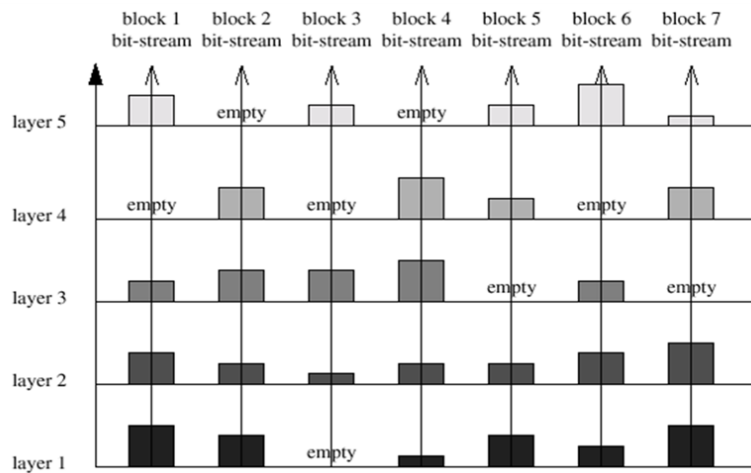 block 1 block 2 block 3 block 4 block 5 block 6 block 7
bit-stream bit-stream bit-stream bit-stream bit-stream bit-stream bit-stream
layer 5 empty empty
layer 4 empty empty empty
layer 3 empty empty
layer 2
layer 1 empty